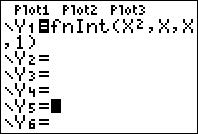 Plot1 Plot2 Plot3
\Y₁=fnInt(X²,X,X
,1)
\Y₂=
\Y₃=
\Y₄=
\Y₅=
\Y₆=